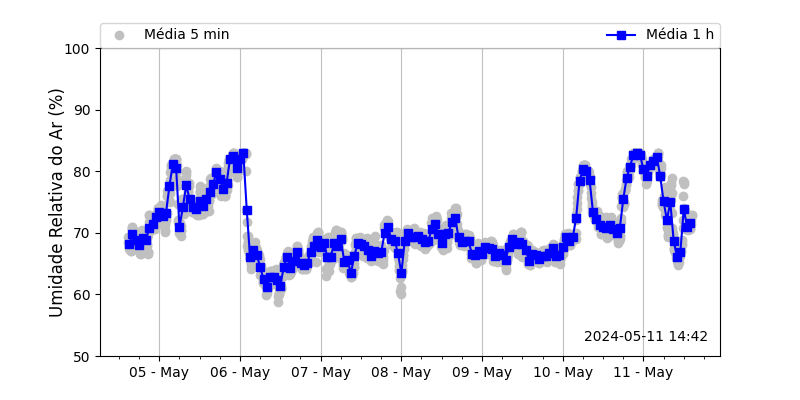 Média 5 min
Média 1 h
100
90
80
70
60
50
Umidade Relativa do Ar (%)
2024-05-11 14:42
05 - May
06 - May
07 - May
08 - May
09 - May
10 - May
11 - May